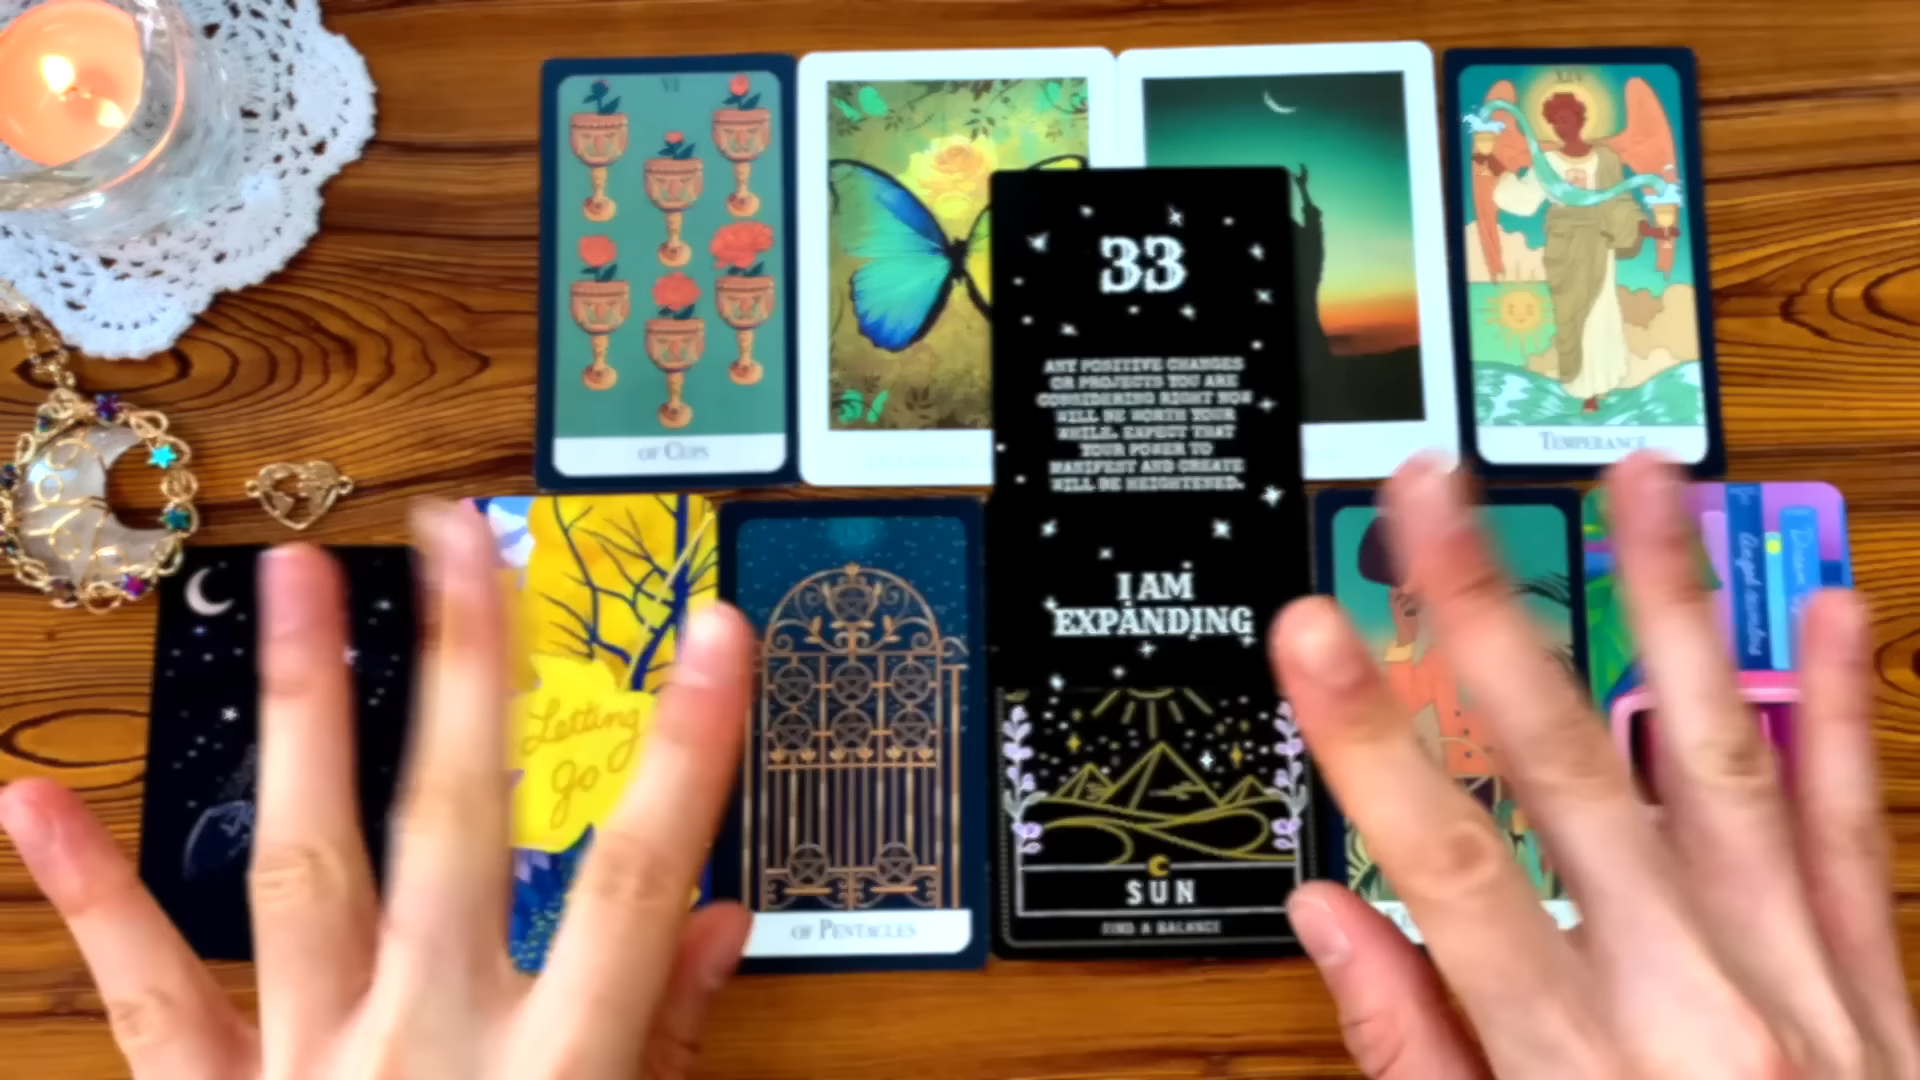 VI
OF CUPS
XIV
TEMPERANCE
33
ANY POSITIVE CHANGES
OR PROJECTS YOU ARE
CONSIDERING RIGHT NOW
WILL BE WORTH YOUR
WHILE. EXPECT THAT
YOUR POWER TO
MANIFEST AND CREATE
WILL BE HEIGHTENED.
I AM
EXPANDING
SUN
FIND A BALANCE
Letting
Go
OF PENTACLES